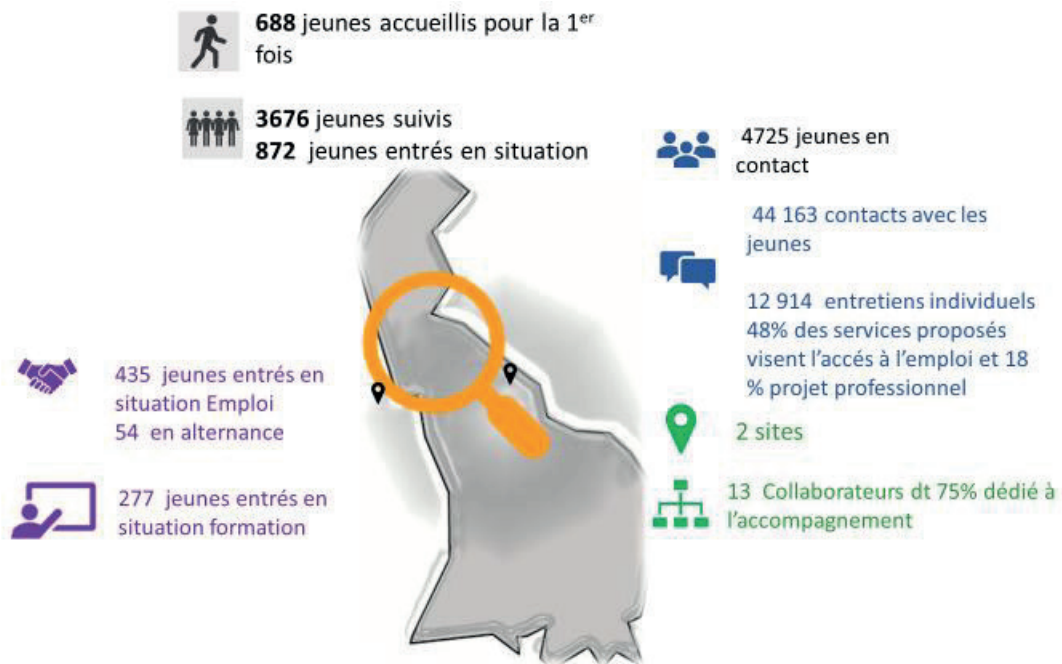 688 jeunes accueillis pour la 1er
fois
3676 jeunes suivis
872 jeunes entrés en situation
4725 jeunes en
contact
44 163 contacts avec les
jeunes
12 914 entretiens individuels
48% des services proposés
visent l'accés à l'emploi et 18
% projet professionnel
435 jeunes entrés en
situation Emploi
54 en alternance
2 sites
277 jeunes entrés en
situation formation
13 Collaborateurs dt 75% dédié à
l'accompagnement